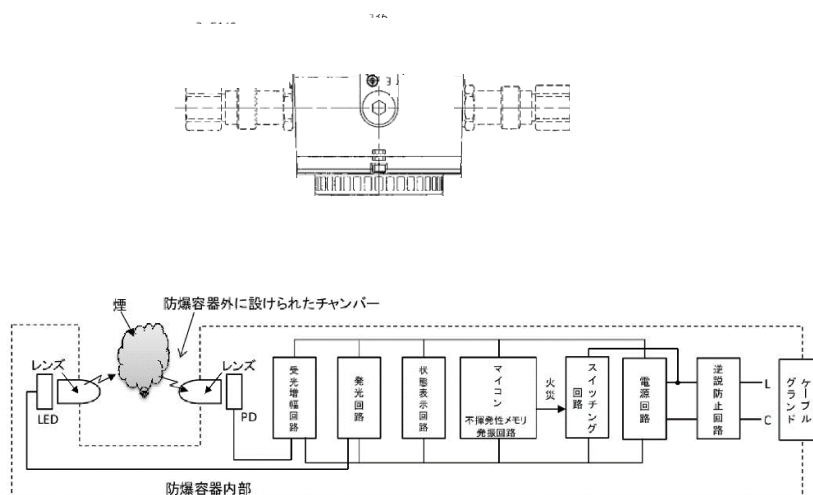 煙
防爆容器外に設けられたチャンバー
レンズ
レンズ
LED
PD
受光増幅回路
発光回路
状態表示回路
マイコン
不揮発性メモリ
発振回路
火災
スイッチング
回路
電源回路
逆説防止回路
L
C
ケーブル
グランド
防爆容器内部